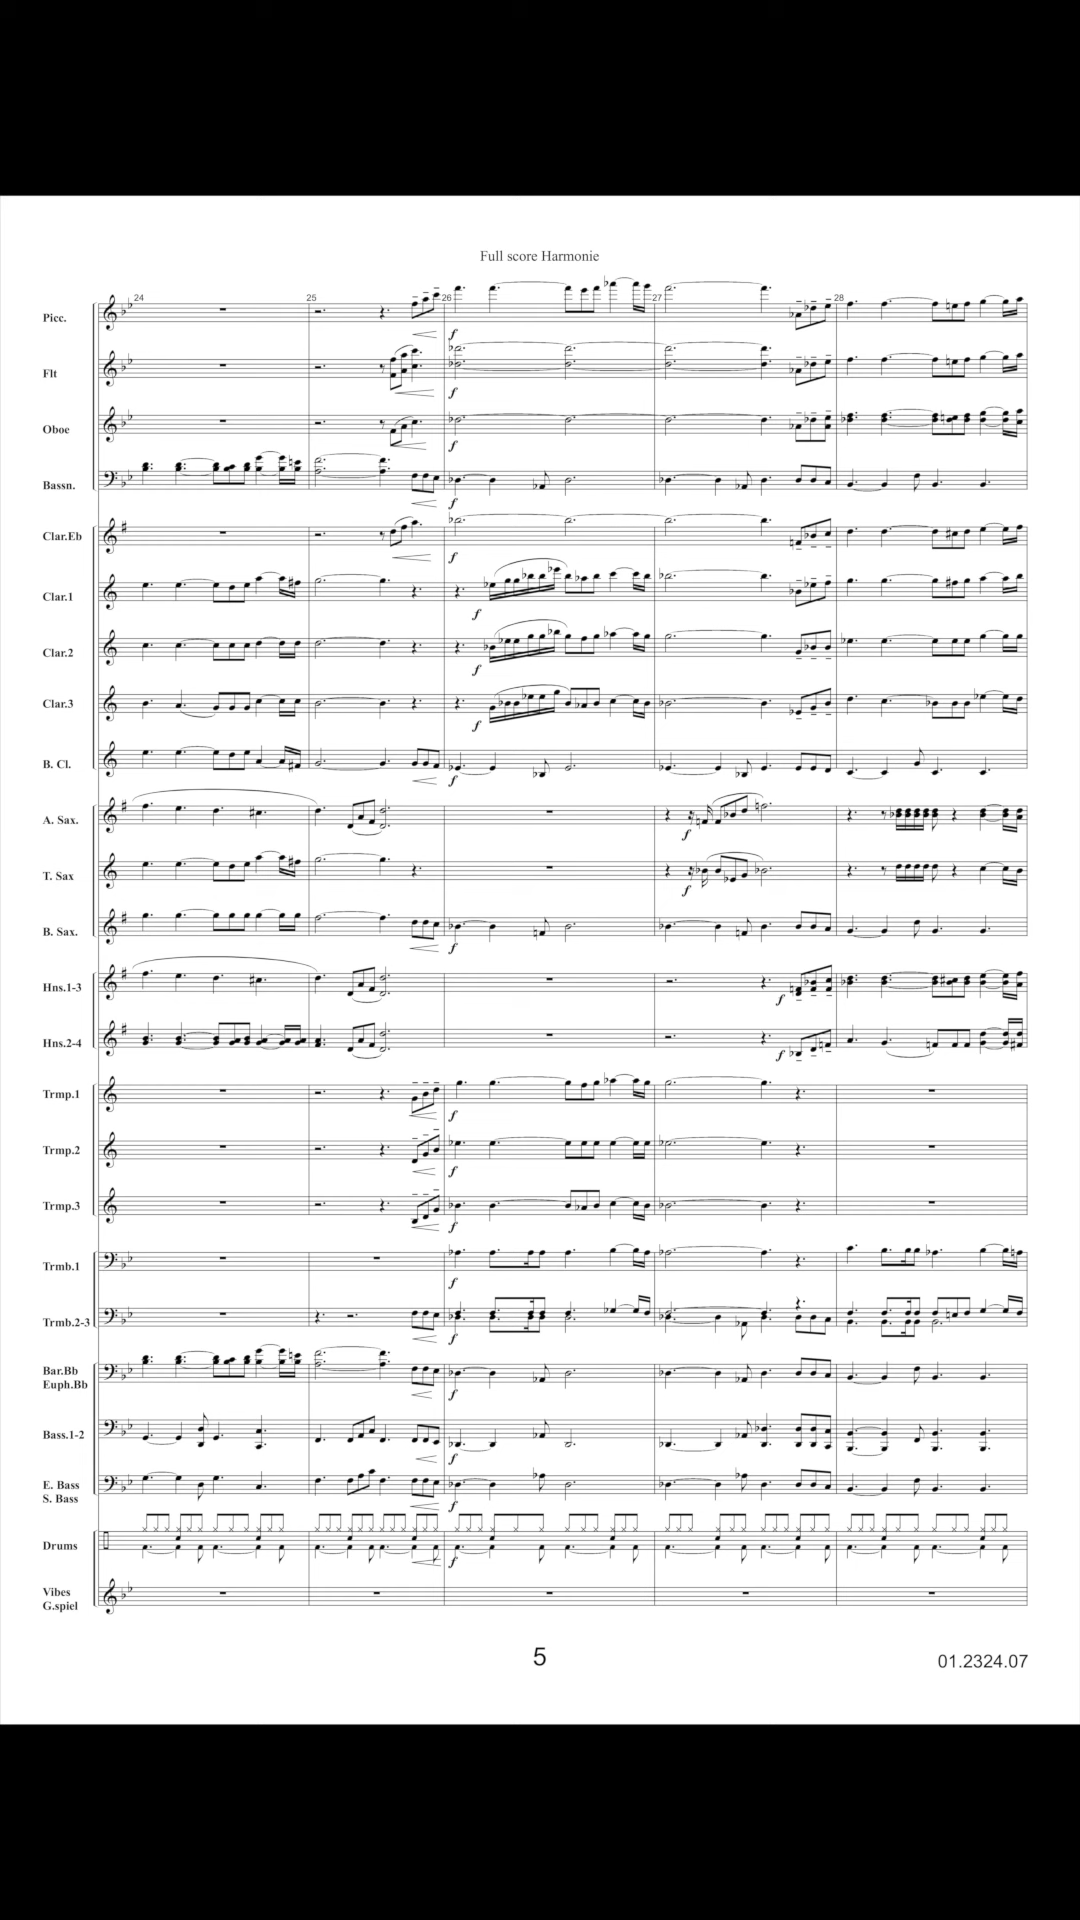 Full score Harmonie
24 25 26 27 28
Picc.
f
Flt
f
Oboe
f
Bassn.
f
Clar.Eb
f
Clar.1
f
Clar.2
f
Clar.3
f
B. Cl.
f
A. Sax.
f
T. Sax
f
B. Sax.
f
Hns.1-3
f
Hns.2-4
f
Trmp.1
f
Trmp.2
f
Trmp.3
f
Trmb.1
f
Trmb.2-3
f
Bar.Bb
Euph.Bb
f
Bass.1-2
f
E. Bass
S. Bass
f
Drums
f
Vibes
G.spiel
5
01.2324.07